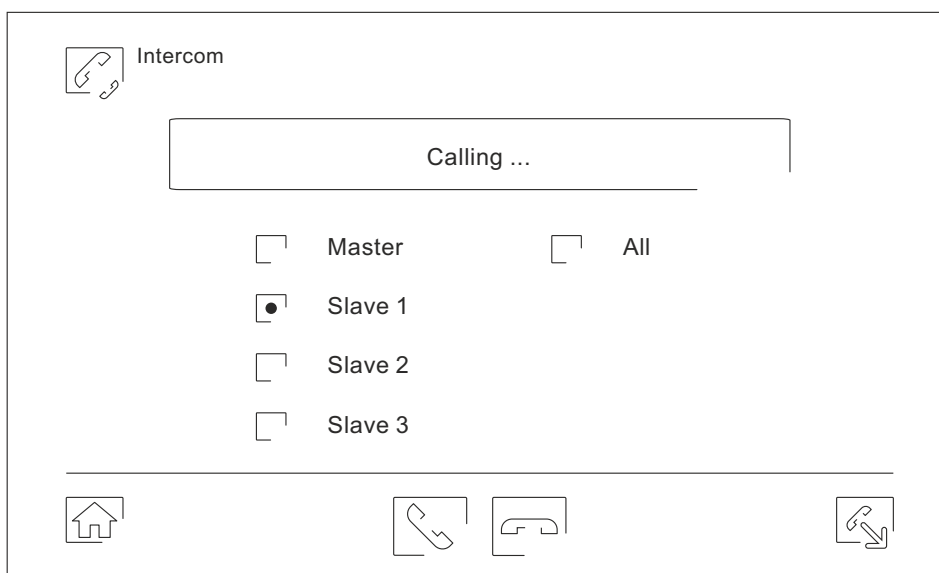 Intercom
Calling ...
Master
All
Slave 1
Slave 2
Slave 3